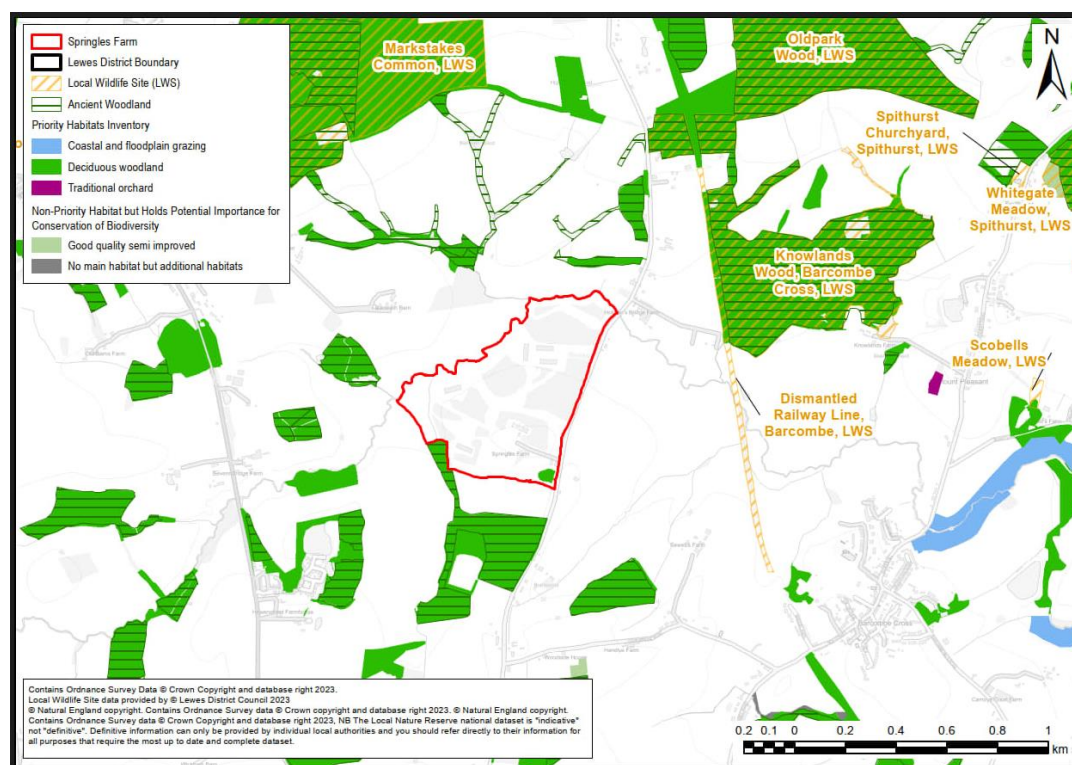 Springles Farm
Lewes District Boundary
Local Wildlife Site (LWS)
Ancient Woodland
Priority Habitats Inventory
Coastal and floodplain grazing
Deciduous woodland
Traditional orchard
Non-Priority Habitat but Holds Potential Importance for
Conservation of Biodiversity
Good quality semi improved
No main habitat but additional habitats
Markstakes
Common, LWS
Oldpark
Wood, LWS
N
Spithurst
Churchyard,
Spithurst, LWS
Whitegate
Meadow,
Spithurst, LWS
Knowlands
Wood, Barcombe
Cross, LWS
Scobells
Meadow, LWS
Dismantled
Railway Line,
Barcombe, LWS
Knowlands Farm
Mount Pleasant
Springles Farm
Barcombe Cross
Contains Ordnance Survey Data © Crown Copyright and database right 2023.
Local Wildlife Site data provided by © Lewes District Council 2023
© Natural England copyright. Contains Ordnance Survey data © Crown copyright and database right 2023. © Natural England copyright.
Contains Ordnance Survey data © Crown Copyright and database right 2023, NB The Local Nature Reserve national dataset is "indicative"
not "definitive". Definitive information can only be provided by individual local authorities and you should refer directly to their information for
all purposes that require the most up to date and complete dataset.
0.2 0.1 0 0.2 0.4 0.6 0.8 1
km